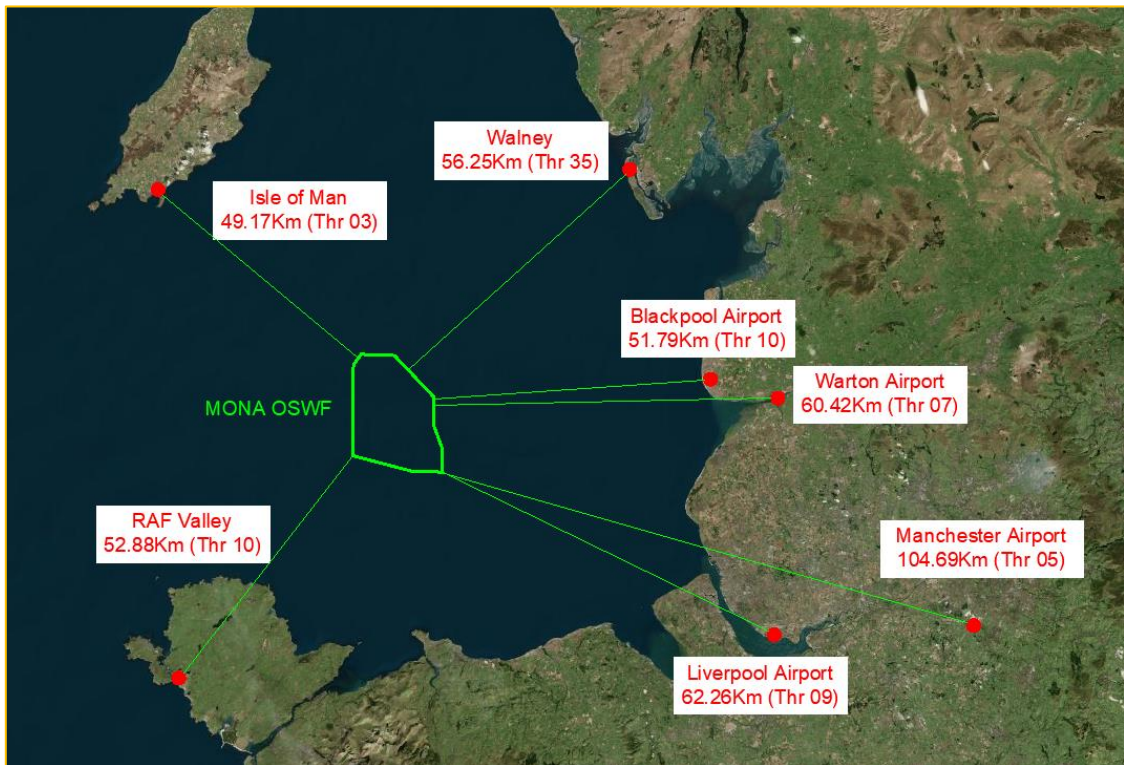 Walney
56.25Km (Thr 35)
Isle of Man
49.17Km (Thr 03)
Blackpool Airport
51.79Km (Thr 10)
Warton Airport
60.42Km (Thr 07)
MONA OSWF
RAF Valley
52.88Km (Thr 10)
Manchester Airport
104.69Km (Thr 05)
Liverpool Airport
62.26Km (Thr 09)